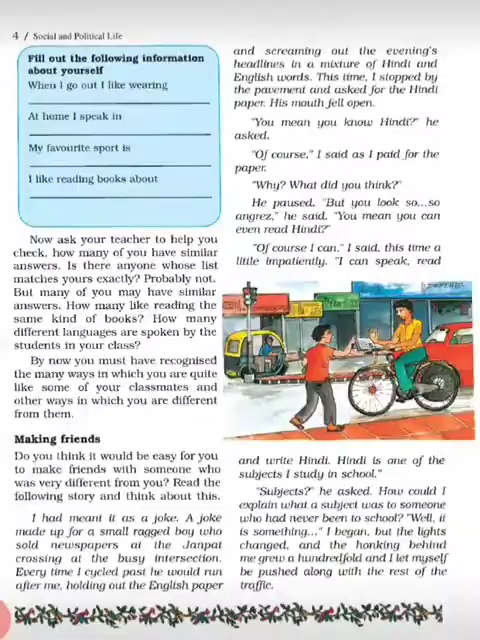 4 / Social and Political Life
Fill out the following information
about yourself
When I go out I like wearing
At home I speak in
My favourite sport is
I like reading books about
Now ask your teacher to help you
check, how many of you have similar
answers. Is there anyone whose list
matches yours exactly? Probably not.
But many of you may have similar
answers. How many like reading the
same kind of books? How many
different languages are spoken by the
students in your class?
By now you must have recognised
the many ways in which you are quite
like some of your classmates and
other ways in which you are different
from them.
Making friends
Do you think it would be easy for you
to make friends with someone who
was very different from you? Read the
following story and think about this.
I had meant it as a joke. A joke
made up for a small ragged boy who
sold newspapers at the Janpat
crossing at the busy intersection.
Every time I cycled past he would run
after me, holding out the English paper
and screaming out the evening's
headlines in a mixture of Hindi and
English words. This time, I stopped by
the pavement and asked for the Hindi
paper. His mouth fell open.
"You mean you know Hindi?" he
asked.
"Of course," I said as I paid for the
paper.
"Why? What did you think?"
He paused. "But you look so...so
angrez," he said. "You mean you can
even read Hindi?"
"Of course I can," I said, this time a
little impatiently. "I can speak, read
and write Hindi. Hindi is one of the
subjects I study in school."
"Subjects?" he asked. How could I
explain what a subject was to someone
who had never been to school? "Well, it
is something..." I began, but the lights
changed, and the honking behind
me grew a hundredfold and I let myself
be pushed along with the rest of the
traffic.